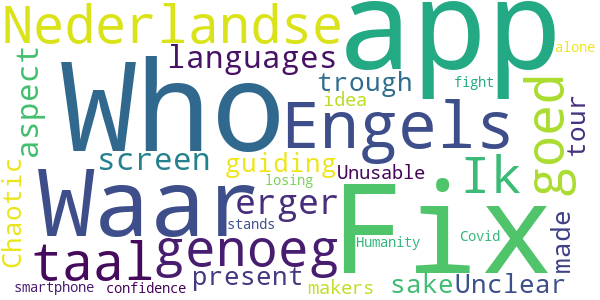 Nederlandse app alone
languages
aspect Who trough fight
idea
Engels goed tour
screen guiding Ik
Chaotic Waar Unusable
losing
erger Fix made
taal genoeg stands Humanity Covid
present sake Unclear
smartphone confidence makers